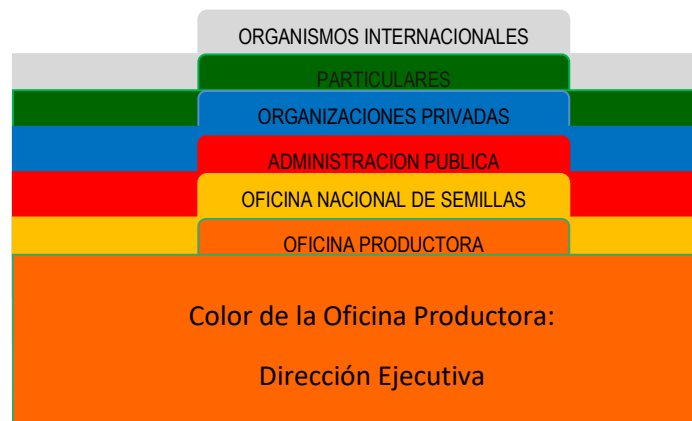 ORGANISMOS INTERNACIONALES
PARTICULARES
ORGANIZACIONES PRIVADAS
ADMINISTRACION PUBLICA
OFICINA NACIONAL DE SEMILLAS
OFICINA PRODUCTORA
Color de la Oficina Productora:
Dirección Ejecutiva